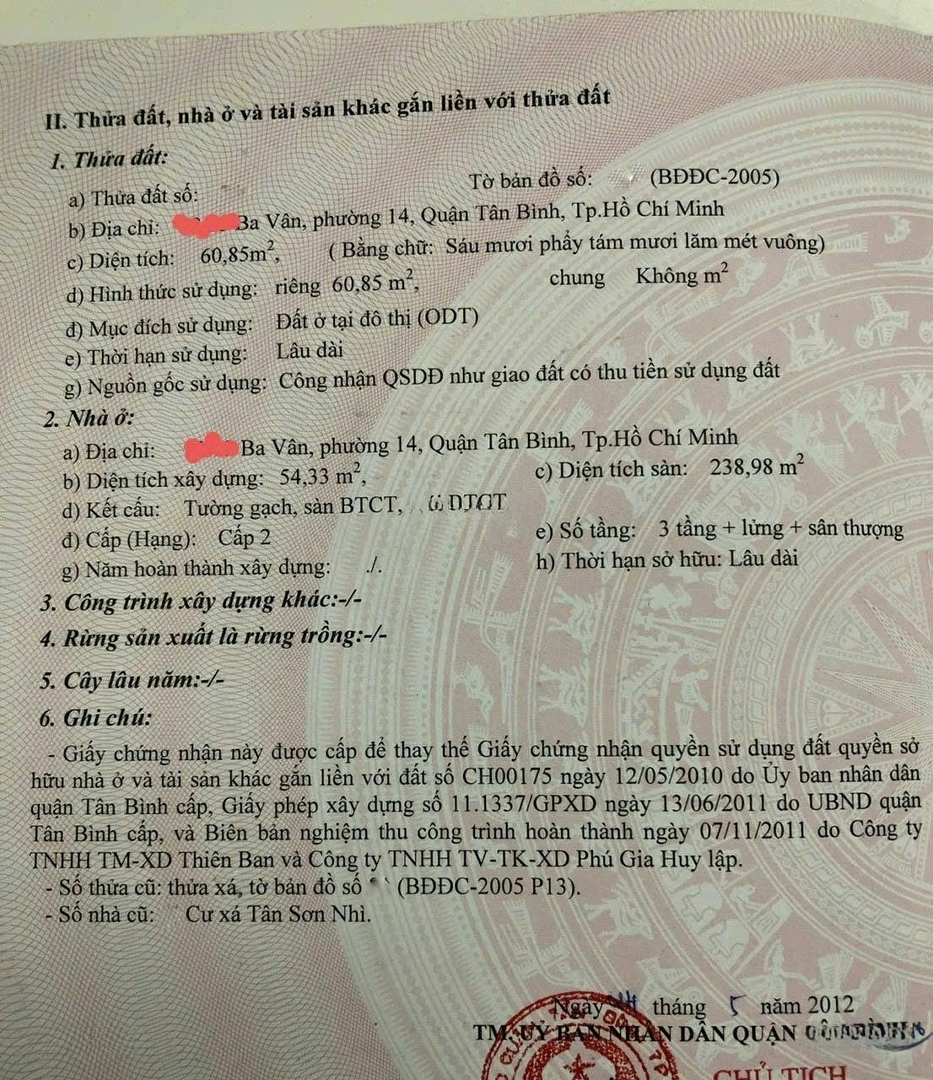 II. Thửa đất, nhà ở và tài sản khác gắn liền với thửa đất
1. Thửa đất:
a) Thửa đất số: Tờ bản đồ số: (BĐĐC-2005)
b) Địa chỉ: Ba Vân, phường 14, Quận Tân Bình, Tp.Hồ Chí Minh
c) Diện tích: 60,85m², ( Bằng chữ: Sáu mươi phẩy tám mươi lăm mét vuông)
d) Hình thức sử dụng: riêng 60,85 m², chung Không m²
đ) Mục đích sử dụng: Đất ở tại đô thị (ODT)
e) Thời hạn sử dụng: Lâu dài
g) Nguồn gốc sử dụng: Công nhận QSDĐ như giao đất có thu tiền sử dụng đất
2. Nhà ở:
a) Địa chỉ: Ba Vân, phường 14, Quận Tân Bình, Tp.Hồ Chí Minh
b) Diện tích xây dựng: 54,33 m², c) Diện tích sàn: 238,98 m²
d) Kết cấu: Tường gạch, sàn BTCT,
đ) Cấp (Hạng): Cấp 2 e) Số tầng: 3 tầng + lửng + sân thượng
g) Năm hoàn thành xây dựng: ./. h) Thời hạn sở hữu: Lâu dài
3. Công trình xây dựng khác:-/-
4. Rừng sản xuất là rừng trồng:-/-
5. Cây lâu năm:-/-
6. Ghi chú:
- Giấy chứng nhận này được cấp để thay thế Giấy chứng nhận quyền sử dụng đất quyền sở
hữu nhà ở và tài sản khác gắn liền với đất số CH00175 ngày 12/05/2010 do Ủy ban nhân dân
quận Tân Bình cấp, Giấy phép xây dựng số 11.1337/GPXD ngày 13/06/2011 do UBND quận
Tân Bình cấp, và Biên bản nghiệm thu công trình hoàn thành ngày 07/11/2011 do Công ty
TNHH TM-XD Thiên Ban và Công ty TNHH TV-TK-XD Phú Gia Huy lập.
- Số thửa cũ: thửa xá, tờ bản đồ số (BĐĐC-2005 P13).
- Số nhà cũ: Cư xá Tân Sơn Nhì.
Ngày tháng 5 năm 2012
TM. UỶ BAN NHÂN DÂN QUẬN
CHỦ TỊCH